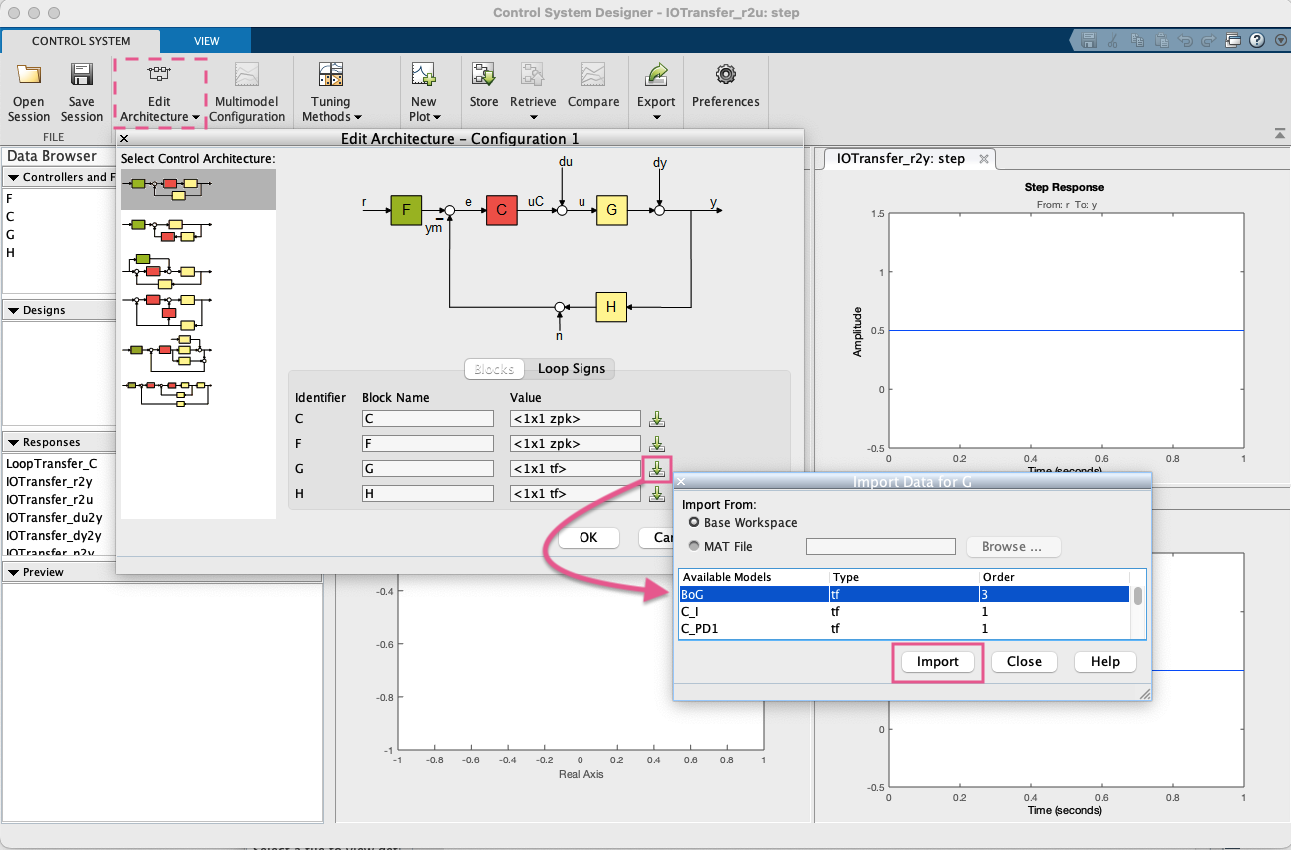 Control System Designer - IOTransfer_r2u: step
CONTROL SYSTEM
VIEW
Open Session
Save Session
FILE
Edit Architecture
Multimodel Configuration
Tuning Methods
New Plot
Store
Retrieve
Compare
Export
Preferences
Data Browser
Controllers and F
F
C
G
H
Designs
Responses
LoopTransfer_C
IOTransfer_r2y
IOTransfer_r2u
IOTransfer_du2y
IOTransfer_dy2y
IOTransfer_n2y
Preview
Edit Architecture - Configuration 1
Select Control Architecture:
du
dy
r
F
e
C
uC
u
G
y
ym
H
n
Blocks
Loop Signs
Identifier Block Name Value
C C <1x1 zpk>
F F <1x1 zpk>
G G <1x1 tf>
H H <1x1 tf>
OK
Can
IOTransfer_r2y: step
Step Response
From: r To: y
Amplitude
1.5
1
0.5
0
-0.5
0 0.2 0.4 0.6 0.8 1
Time (seconds)
Import Data for G
Import From:
Base Workspace
MAT File
Browse ...
Available Models Type Order
BoG tf 3
C_I tf 1
C_PD1 tf 1
Import
Close
Help
-0.4
-0.6
-0.8
-1
-1 -0.8 -0.6 -0.4 -0.2 0 0.2 0.4 0.6 0.8 1
Real Axis
0
-0.5
0 0.2 0.4 0.6 0.8 1
Time (seconds)